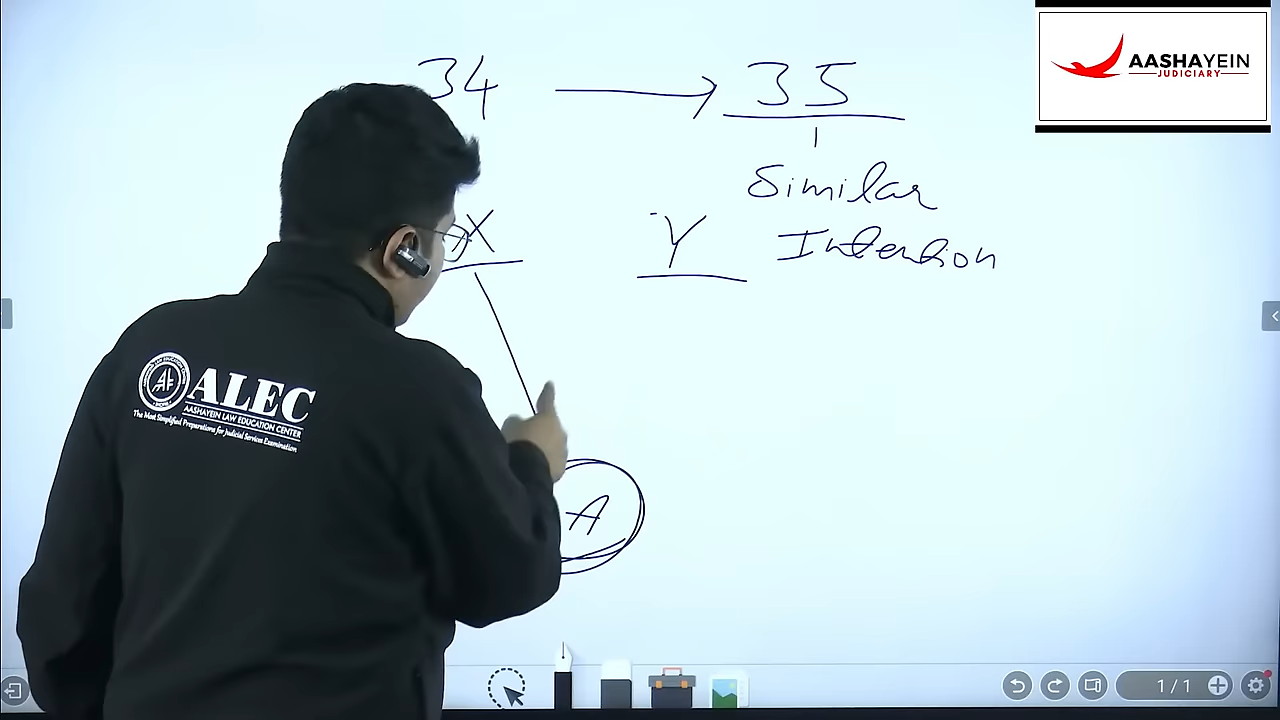 34 35
Similar
X Y Intention
A
AASHAYEIN
JUDICIARY
ALEC
AASHAYEIN LAW EDUCATION CENTER
The Most Simplified Preparations for Judicial Services Examination
1/1